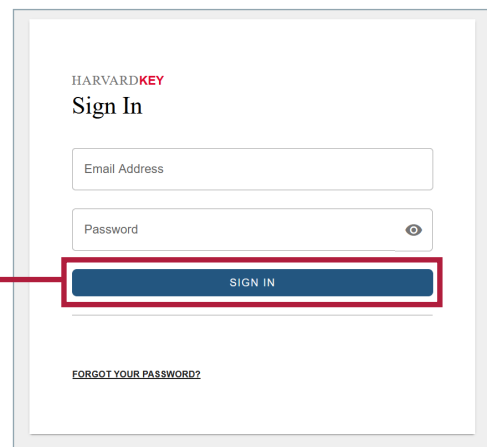 HARVARDKEY
Sign In
Email Address
Password
SIGN IN
FORGOT YOUR PASSWORD?